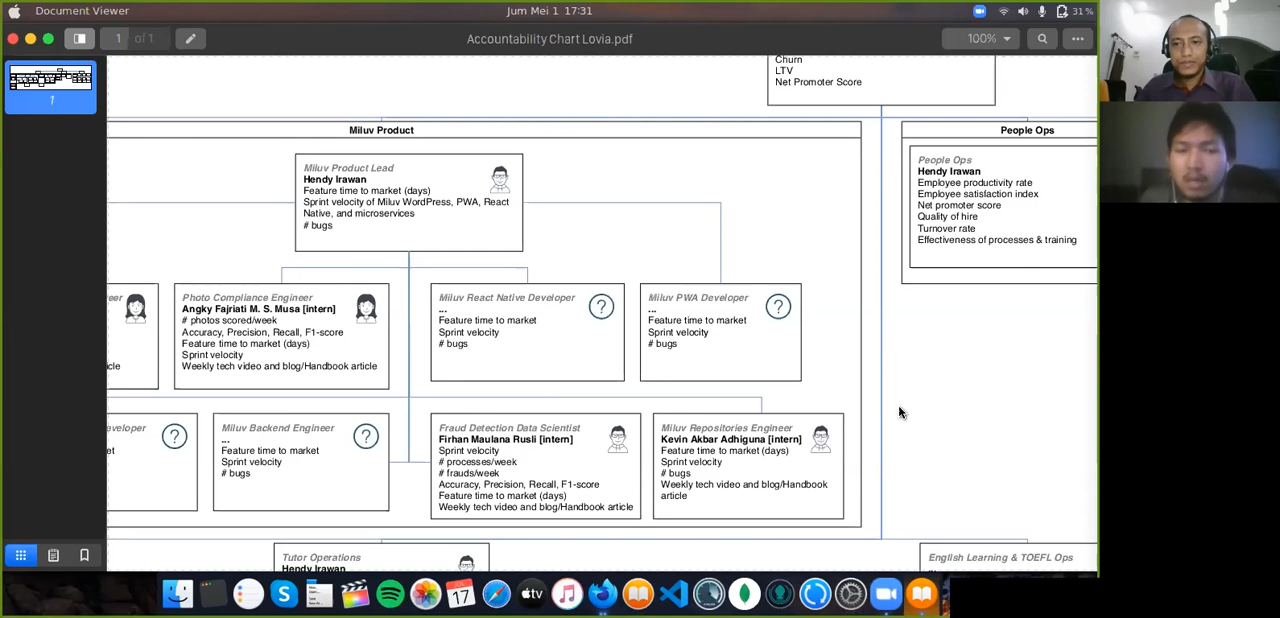 Document Viewer
Jum Mei 1 17:31
31 %
1 of 1
Accountability Chart Lovia.pdf
100%
1
Churn
LTV
Net Promoter Score
Miluv Product
People Ops
Miluv Product Lead
Hendy Irawan
Feature time to market (days)
Sprint velocity of Miluv WordPress, PWA, React
Native, and microservices
# bugs
People Ops
Hendy Irawan
Employee productivity rate
Employee satisfaction index
Net promoter score
Quality of hire
Turnover rate
Effectiveness of processes & training
eer
icle
Photo Compliance Engineer
Angky Fajriati M. S. Musa [intern]
# photos scored/week
Accuracy, Precision, Recall, F1-score
Feature time to market (days)
Sprint velocity
Weekly tech video and blog/Handbook article
Miluv React Native Developer
...
Feature time to market
Sprint velocity
# bugs
?
Miluv PWA Developer
...
Feature time to market
Sprint velocity
# bugs
?
eveloper
et
?
Miluv Backend Engineer
...
Feature time to market
Sprint velocity
# bugs
?
Fraud Detection Data Scientist
Firhan Maulana Rusli [intern]
Sprint velocity
# processes/week
# frauds/week
Accuracy, Precision, Recall, F1-score
Feature time to market (days)
Weekly tech video and blog/Handbook article
Miluv Repositories Engineer
Kevin Akbar Adhiguna [intern]
Feature time to market (days)
Sprint velocity
# bugs
Weekly tech video and blog/Handbook
article
Tutor Operations
Hendy Irawan
English Learning & TOEFL Ops
tv
17